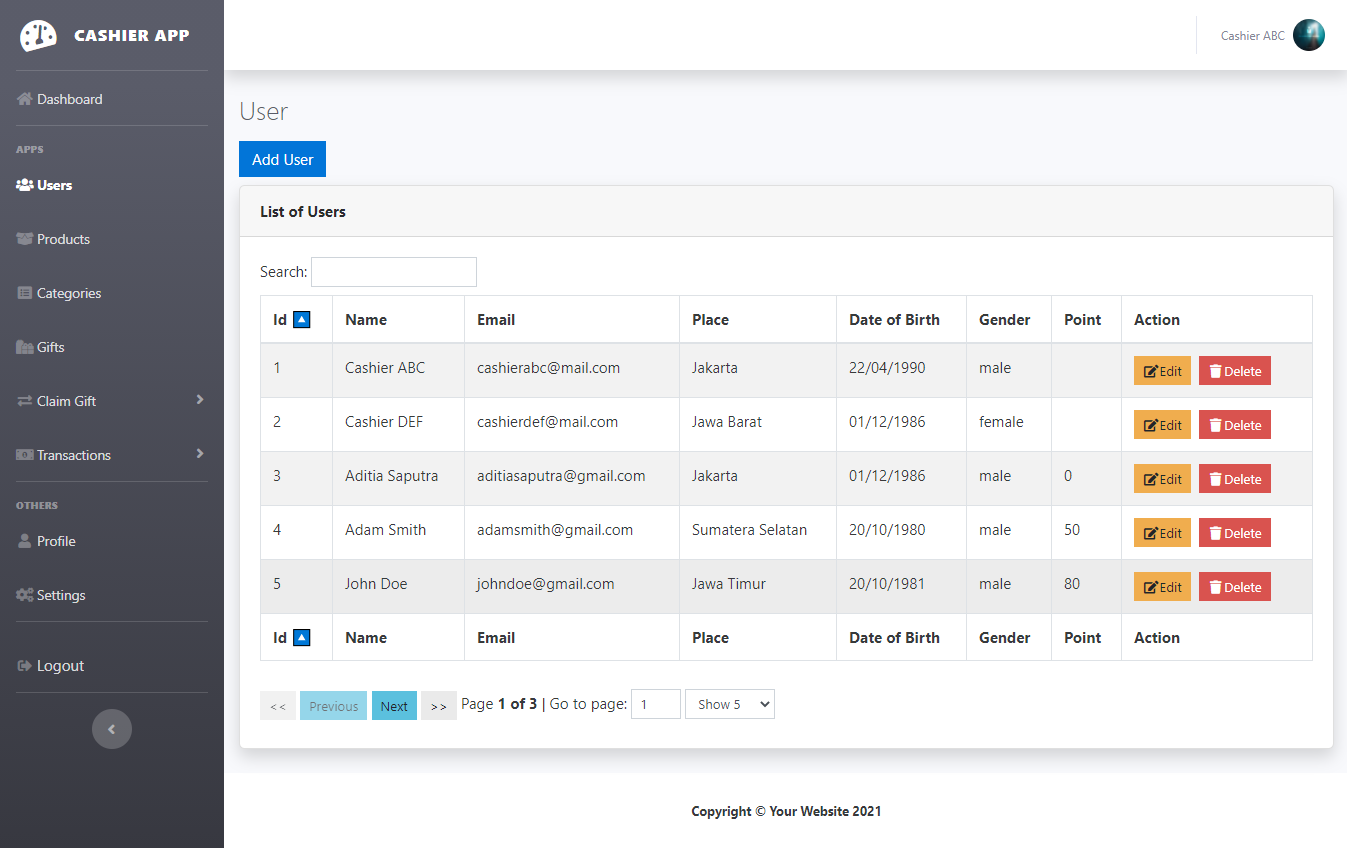 CASHIER APP
Cashier ABC
Dashboard
APPS
Users
Products
Categories
Gifts
Claim Gift
Transactions
OTHERS
Profile
Settings
Logout
User
Add User
List of Users
Search:
Id Name Email Place Date of Birth Gender Point Action
1 Cashier ABC cashierabc@mail.com Jakarta 22/04/1990 male Edit Delete
2 Cashier DEF cashierdef@mail.com Jawa Barat 01/12/1986 female Edit Delete
3 Aditia Saputra aditiasaputra@gmail.com Jakarta 01/12/1986 male 0 Edit Delete
4 Adam Smith adamsmith@gmail.com Sumatera Selatan 20/10/1980 male 50 Edit Delete
5 John Doe johndoe@gmail.com Jawa Timur 20/10/1981 male 80 Edit Delete
Id Name Email Place Date of Birth Gender Point Action
<< Previous Next >> Page 1 of 3 | Go to page: 1 Show 5
Copyright © Your Website 2021